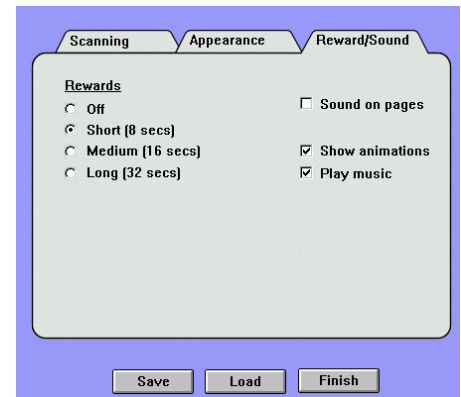 Scanning Appearance Reward/Sound
Rewards
Off
Short (8 secs)
Medium (16 secs)
Long (32 secs)
Sound on pages
Show animations
Play music
Save Load Finish